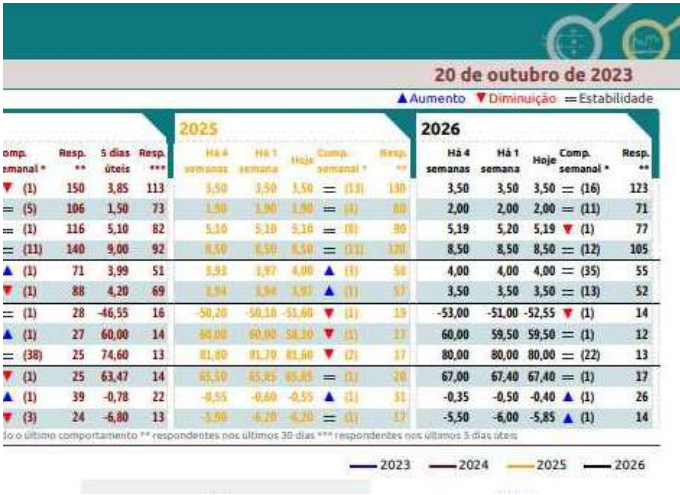 20 de outubro de 2023
▲Aumento ▼Diminuição =Estabilidade
2025 2026
Resp. 5 dias Resp. Há 4 Há 1 Hoje Comp. Resp. Há 4 Há 1 Hoje Comp. Resp.
semanal * ** úteis *** semanas semana semanal * ** semanas semana semanal * **
▼ (1) 150 3,85 113 3,50 3,50 3,50 = (13) 130 3,50 3,50 3,50 = (16) 123
= (5) 106 1,50 73 1,90 1,90 1,90 = (4) 80 2,00 2,00 2,00 = (11) 71
= (1) 116 5,10 82 5,10 5,10 5,10 = (8) 90 5,19 5,20 5,19 ▼ (1) 77
= (11) 140 9,00 92 8,50 8,50 8,50 = (11) 120 8,50 8,50 8,50 = (12) 105
▲ (1) 71 3,99 51 3,93 3,97 4,00 ▲ (3) 58 4,00 4,00 4,00 = (35) 55
▼ (1) 88 4,20 69 3,94 3,94 3,97 ▲ (1) 57 3,50 3,50 3,50 = (13) 52
= (1) 28 -46,55 16 -50,20 -50,10 -51,60 ▼ (1) 19 -53,00 -51,00 -52,55 ▼ (1) 14
▲ (1) 27 60,00 14 60,00 60,00 ▼ (1) 17 60,00 59,50 59,50 = (1) 12
= (38) 25 74,60 13 81,80 81,70 81,60 ▼ (2) 17 80,00 80,00 80,00 = (22) 13
▼ (1) 25 63,47 14 65,50 65,85 65,85 = (1) 20 67,00 67,40 67,40 = (1) 17
▲ (1) 39 -0,78 22 -0,55 -0,60 -0,55 ▲ (1) 31 -0,35 -0,50 -0,40 ▲ (1) 26
▼ (3) 24 -6,80 13 -5,90 -6,20 -6,20 = (1) 17 -5,50 -6,00 -5,85 ▲ (1) 14
o último comportamento ** respondentes nos últimos 30 dias *** respondentes nos últimos 5 dias úteis
2023 2024 2025 2026